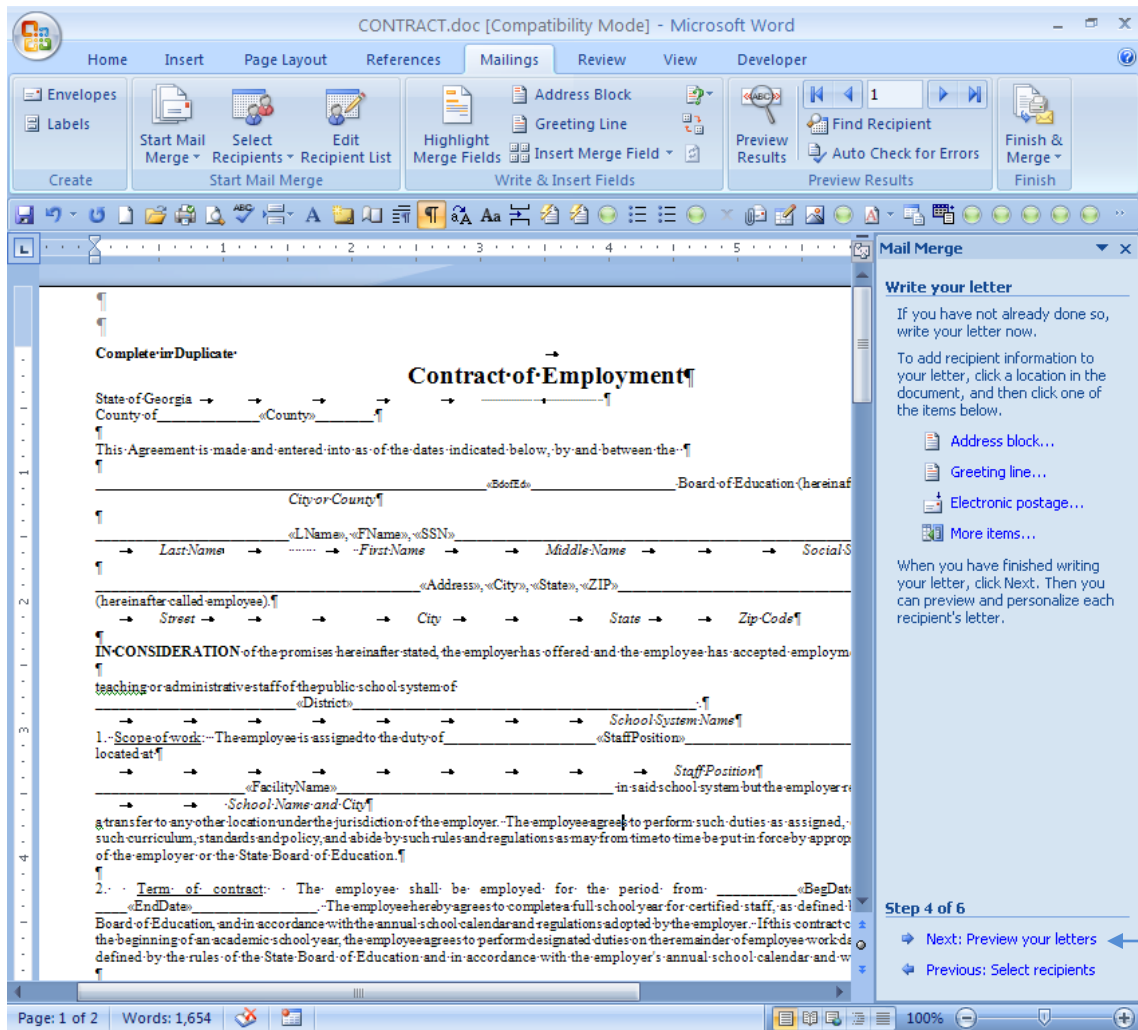 CONTRACT.doc [Compatibility Mode] - Microsoft Word
Home Insert Page Layout References Mailings Review View Developer
Envelopes
Labels
Create
Start Mail Merge
Select Recipients
Edit Recipient List
Start Mail Merge
Highlight Merge Fields
Address Block
Greeting Line
Insert Merge Field
Write & Insert Fields
«ABC»
Preview Results
1
Find Recipient
Auto Check for Errors
Preview Results
Finish & Merge
Finish
1 2 3 4 5
Complete in Duplicate
Contract of Employment¶
State of Georgia
County of «County» ¶
This Agreement is made and entered into as of the dates indicated below, by and between the ¶
«BdofEd» Board of Education (hereinaf
City or County¶
«LName», «FName», «SSN»
Last Name First Name Middle Name Social S
«Address», «City», «State», «ZIP»
(hereinafter called employee).¶
Street City State Zip Code¶
IN CONSIDERATION of the promises hereinafter stated, the employer has offered and the employee has accepted employm
teaching or administrative staff of the public school system of
«District» .¶
School System Name¶
1. Scope of work: The employee is assigned to the duty of «StaffPosition»
located at¶
Staff Position¶
«FacilityName» in said school system but the employer re
School Name and City¶
a transfer to any other location under the jurisdiction of the employer. The employee agrees to perform such duties as assigned,
such curriculum, standards and policy, and abide by such rules and regulations as may from time to time be put in force by approp
of the employer or the State Board of Education.¶
2. Term of contract: The employee shall be employed for the period from «BegDate
«EndDate» . The employee hereby agrees to complete a full school year for certified staff, as defined
Board of Education, and in accordance with the annual school calendar and regulations adopted by the employer. If this contract c
the beginning of an academic school year, the employee agrees to perform designated duties on the remainder of employee work da
defined by the rules of the State Board of Education and in accordance with the employer's annual school calendar and w
Mail Merge
Write your letter
If you have not already done so,
write your letter now.
To add recipient information to
your letter, click a location in the
document, and then click one of
the items below.
Address block...
Greeting line...
Electronic postage...
More items...
When you have finished writing
your letter, click Next. Then you
can preview and personalize each
recipient's letter.
Step 4 of 6
Next: Preview your letters
Previous: Select recipients
Page: 1 of 2 Words: 1,654 100%